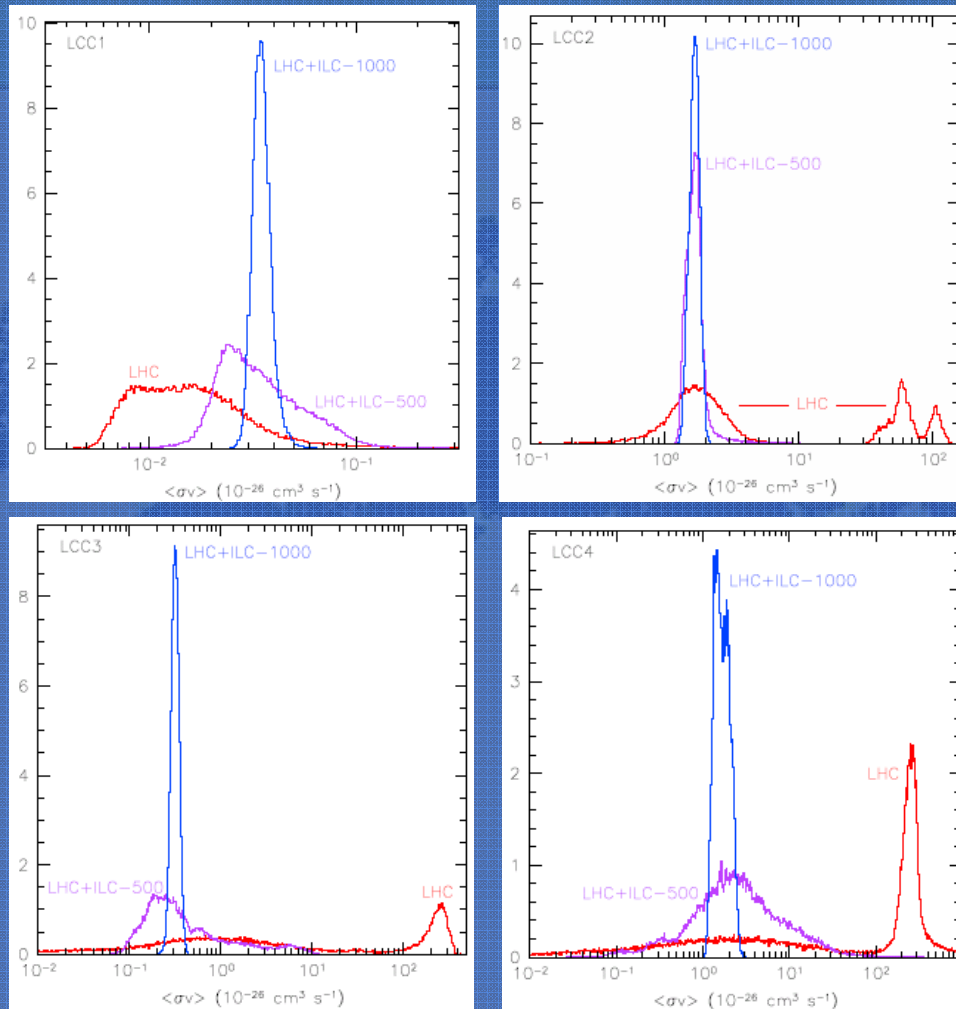 LCC1
LHC+ILC-1000
LHC
LHC+ILC-500
10
8
6
4
2
0
10⁻² 10⁻¹
<σv> (10⁻²⁶ cm³ s⁻¹)
LCC2
LHC+ILC-1000
LHC+ILC-500
LHC
10
8
6
4
2
0
10⁻¹ 10⁰ 10¹ 10²
<σv> (10⁻²⁶ cm³ s⁻¹)
LCC3
LHC+ILC-1000
LHC+ILC-500
LHC
8
6
4
2
0
10⁻² 10⁻¹ 10⁰ 10¹ 10²
<σv> (10⁻²⁶ cm³ s⁻¹)
LCC4
LHC+ILC-1000
LHC
LHC+ILC-500
4
3
2
1
0
10⁻² 10⁻¹ 10⁰ 10¹ 10²
<σv> (10⁻²⁶ cm³ s⁻¹)